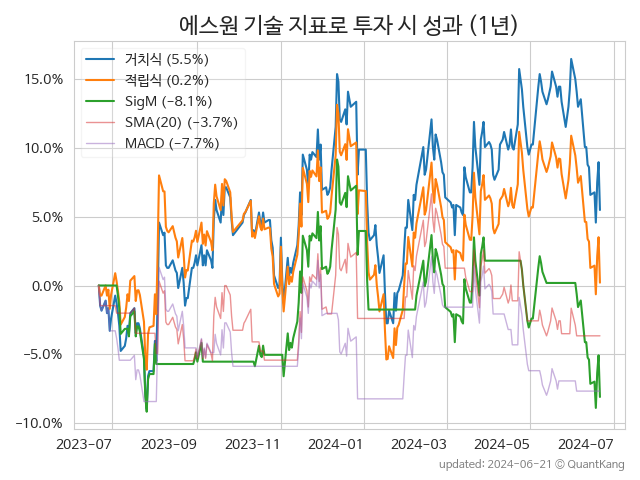 에스원 기술 지표로 투자 시 성과 (1년)
거치식 (5.5%)
적립식 (0.2%)
SigM (−8.1%)
SMA(20) (−3.7%)
MACD (−7.7%)
15.0%
10.0%
5.0%
0.0%
−5.0%
−10.0%
2023-07 2023-09 2023-11 2024-01 2024-03 2024-05 2024-07
updated: 2024-06-21 ⓒ QuantKang